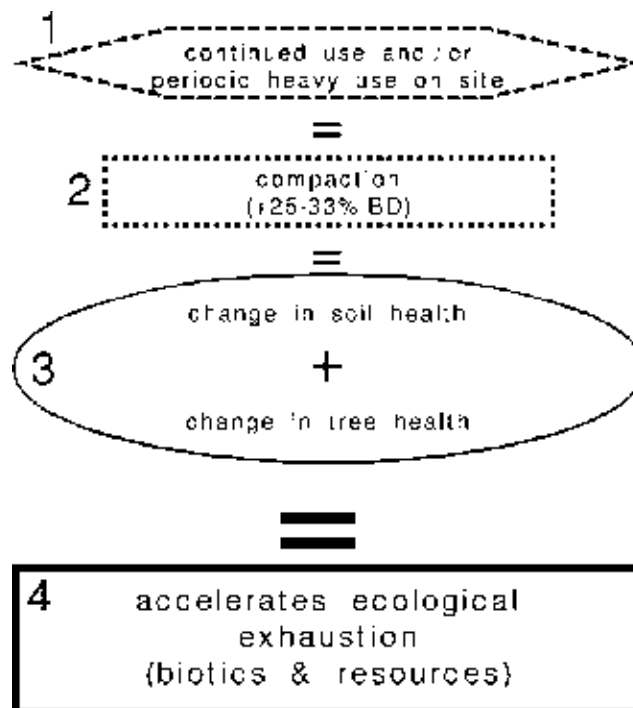 1
continued use and/or
periodic heavy use on site
=
2
compaction
(+25-33% BD)
=
change in soil health
3
+
change in tree health
=
4
accelerates ecological
exhaustion
(biotics & resources)